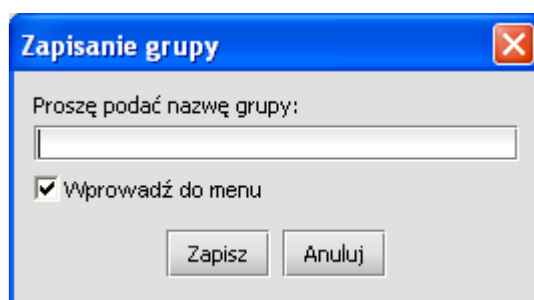 Zapisanie grupy
Proszę podać nazwę grupy:
Wprowadź do menu
Zapisz Anuluj